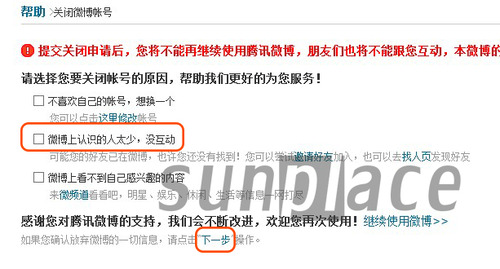 帮助 >关闭微博帐号
提交关闭申请后，您将不能再继续使用腾讯微博，朋友们也将不能跟您互动，本微博的
请选择您要关闭帐号的原因，帮助我们更好的为您服务！
不喜欢自己的帐号，想换一个
您可以点击这里修改帐号
微博上认识的人太少，没互动
可能您的好友已在微博，也许您还没有找到！您可以尝试邀请好友加入，也可以去找人页发现好友
微博上看不到自己感兴趣的内容
来微频道看看吧，明星、娱乐、休闲、生活等信息一网打尽
sunplace
感谢您对腾讯微博的支持，我们会不断改进，欢迎您再次使用！继续使用微博>>
如果您确认放弃微博的一切信息，请点击"下一步"操作。